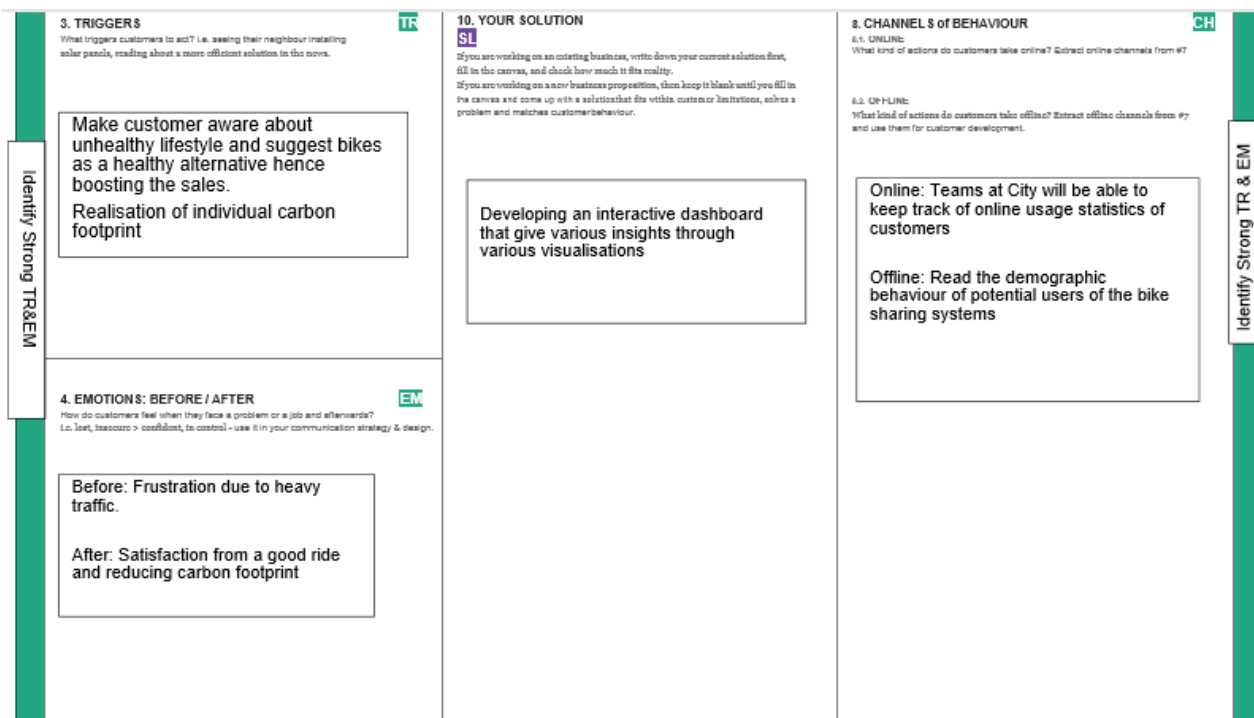 Identify Strong TR&EM
3. TRIGGERS
TR
What triggers customers to act? i.e. seeing their neighbour installing
solar panels, reading about a more efficient solution in the news.
Make customer aware about
unhealthy lifestyle and suggest bikes
as a healthy alternative hence
boosting the sales.
Realisation of individual carbon
footprint
4. EMOTIONS: BEFORE / AFTER
EM
How do customers feel when they face a problem or a job and afterwards?
i.e. lost, insecure > confident, in control - use it in your communication strategy & design.
Before: Frustration due to heavy
traffic.
After: Satisfaction from a good ride
and reducing carbon footprint
10. YOUR SOLUTION
SL
If you are working on an existing business, write down your current solution first,
fill in the canvas, and check how much it fits reality.
If you are working on a new business proposition, then keep it blank until you fill in
the canvas and come up with a solution that fits within customer limitations, solves a
problem and matches customer behaviour.
Developing an interactive dashboard
that give various insights through
various visualisations
8. CHANNELS of BEHAVIOUR
CH
8.1. ONLINE
What kind of actions do customers take online? Extract online channels from #7
8.2. OFFLINE
What kind of actions do customers take offline? Extract offline channels from #7
and use them for customer development.
Online: Teams at City will be able to
keep track of online usage statistics of
customers
Offline: Read the demographic
behaviour of potential users of the bike
sharing systems
Identify Strong TR & EM